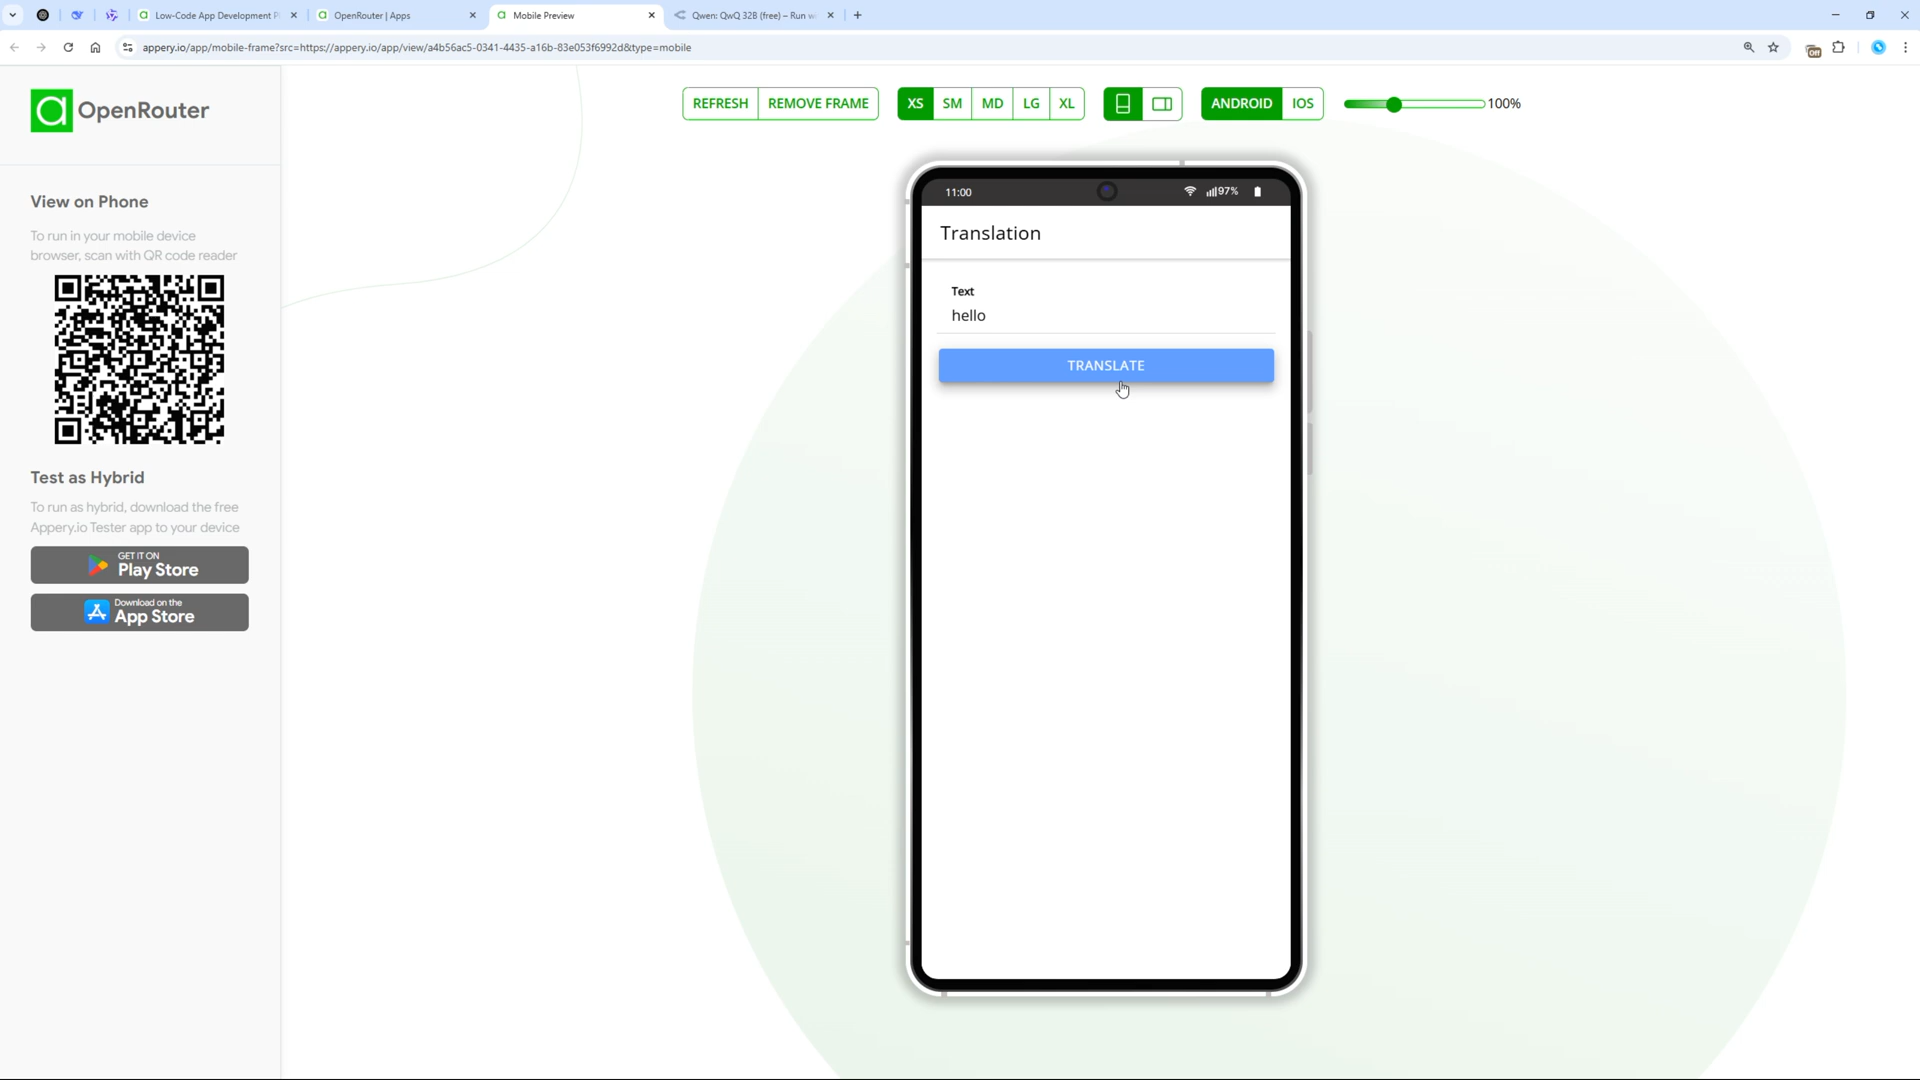 Low-Code App Development P
OpenRouter | Apps
Mobile Preview
Qwen: QwQ 32B (free) – Run w
appery.io/app/mobile-frame?src=https://appery.io/app/view/a4b56ac5-0341-4435-a16b-83e053f6992d&type=mobile
Off
OpenRouter
REFRESH
REMOVE FRAME
XS
SM
MD
LG
XL
ANDROID
IOS
100%
View on Phone
To run in your mobile device
browser, scan with QR code reader
Test as Hybrid
To run as hybrid, download the free
Appery.io Tester app to your device
GET IT ON
Play Store
Download on the
App Store
11:00
97%
Translation
Text
hello
TRANSLATE